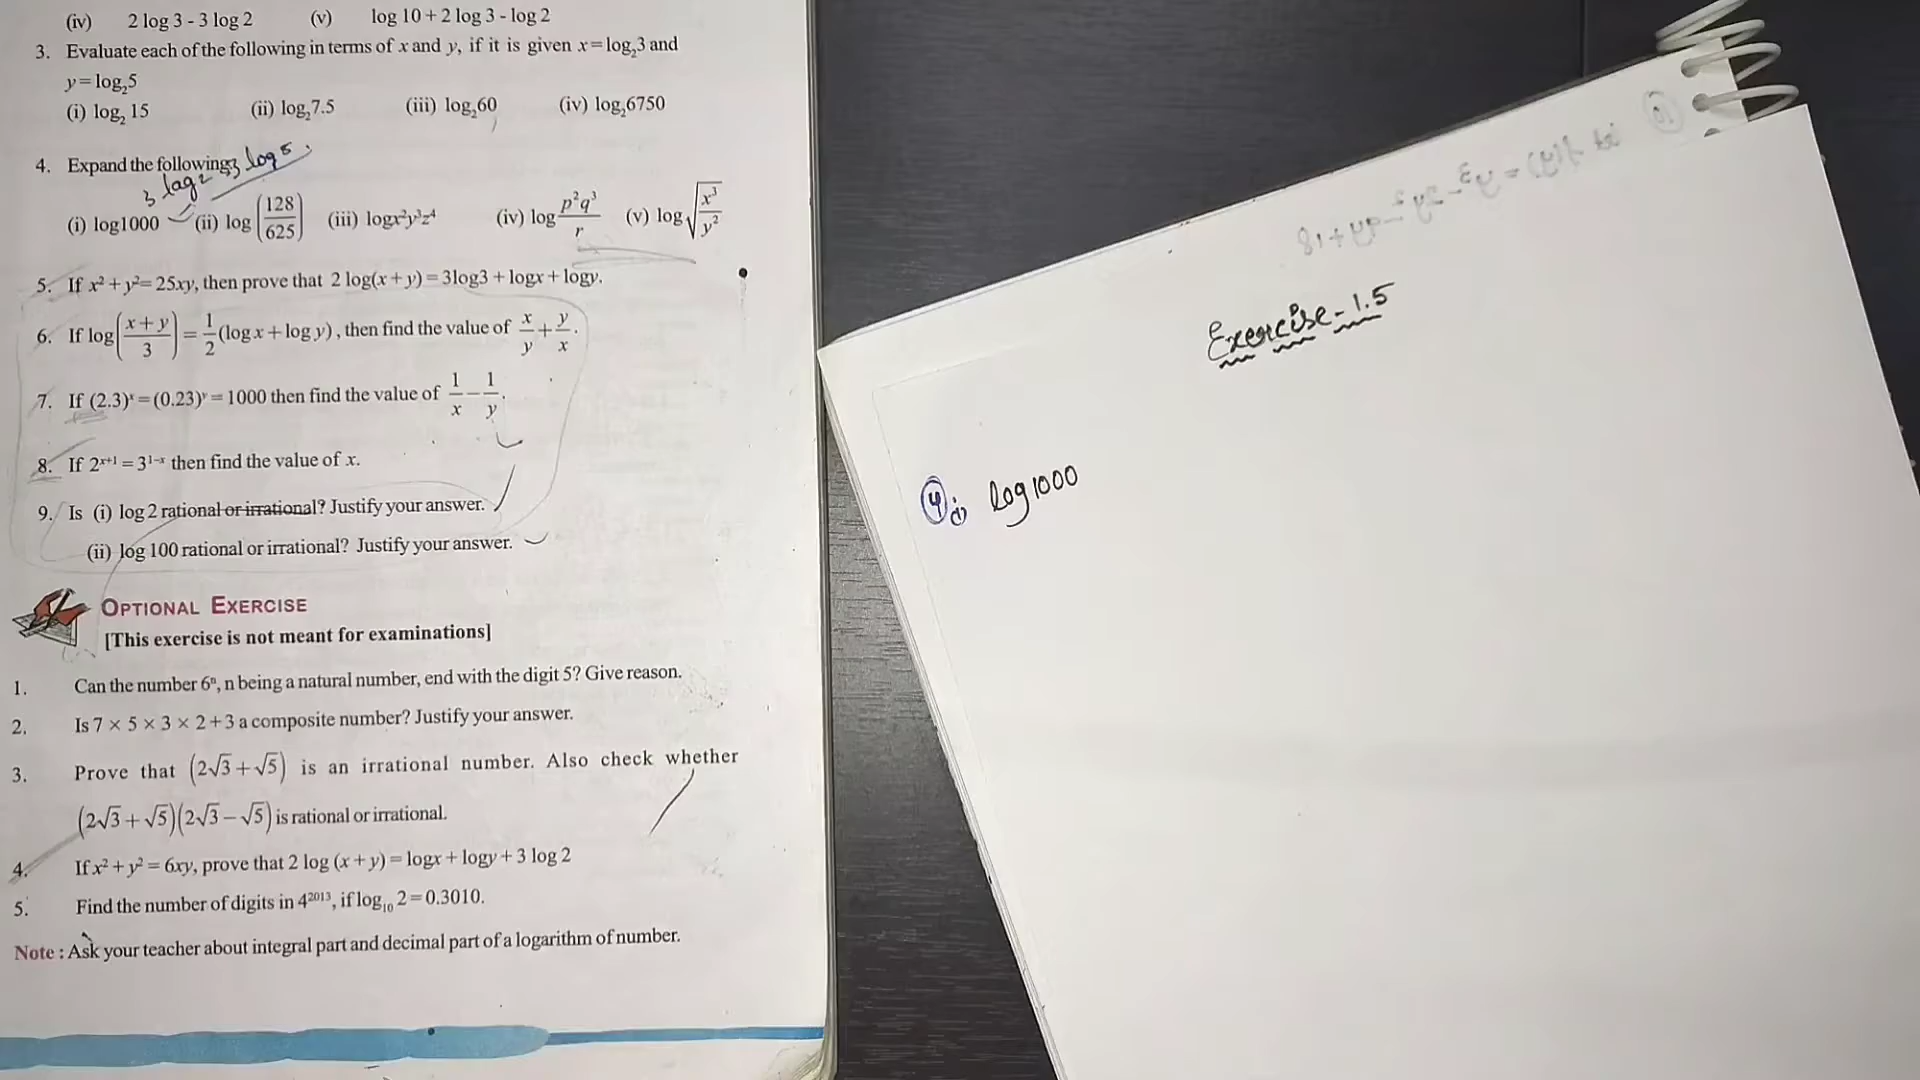 (iv) 2 log 3 - 3 log 2 (v) log 10 + 2 log 3 - log 2
3. Evaluate each of the following in terms of x and y, if it is given x = log₂3 and
y = log₂5
(i) log₂ 15 (ii) log₂7.5 (iii) log₂60 (iv) log₂6750
4. Expand the following.
3 log 2 3 log 5
(i) log1000 (ii) log (128/625) (iii) logx²y³z⁴ (iv) log p²q³/r (v) log √(x³/y²)
5. If x² + y² = 25xy, then prove that 2 log(x + y) = 3log3 + logx + logy.
6. If log((x + y)/3) = 1/2 (log x + log y), then find the value of x/y + y/x.
7. If (2.3)ˣ = (0.23)ʸ = 1000 then find the value of 1/x - 1/y.
8. If 2ˣ⁺¹ = 3¹⁻ˣ then find the value of x.
9. Is (i) log 2 rational or irrational? Justify your answer.
(ii) log 100 rational or irrational? Justify your answer.
OPTIONAL EXERCISE
[This exercise is not meant for examinations]
1. Can the number 6ⁿ, n being a natural number, end with the digit 5? Give reason.
2. Is 7 × 5 × 3 × 2 + 3 a composite number? Justify your answer.
3. Prove that (2√3 + √5) is an irrational number. Also check whether
(2√3 + √5)(2√3 – √5) is rational or irrational.
4. If x² + y² = 6xy, prove that 2 log (x + y) = logx + logy + 3 log 2
5. Find the number of digits in 4²⁰¹³, if log₁₀ 2 = 0.3010.
Note : Ask your teacher about integral part and decimal part of a logarithm of number.
Exercise - 1.5
4 (i) log 1000